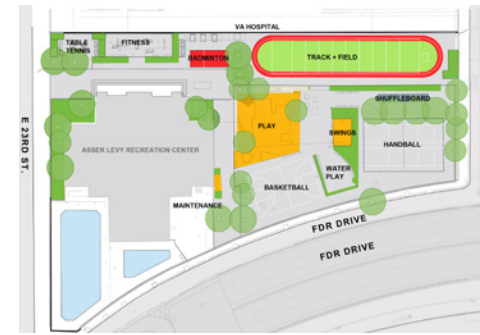 VA HOSPITAL
TABLE
TENNIS
FITNESS
BADMINTON
TRACK + FIELD
SHUFFLEBOARD
E 23RD ST.
PLAY
SWINGS
HANDBALL
ASSER LEVY RECREATION CENTER
WATER
PLAY
BASKETBALL
MAINTENANCE
FDR DRIVE
FDR DRIVE